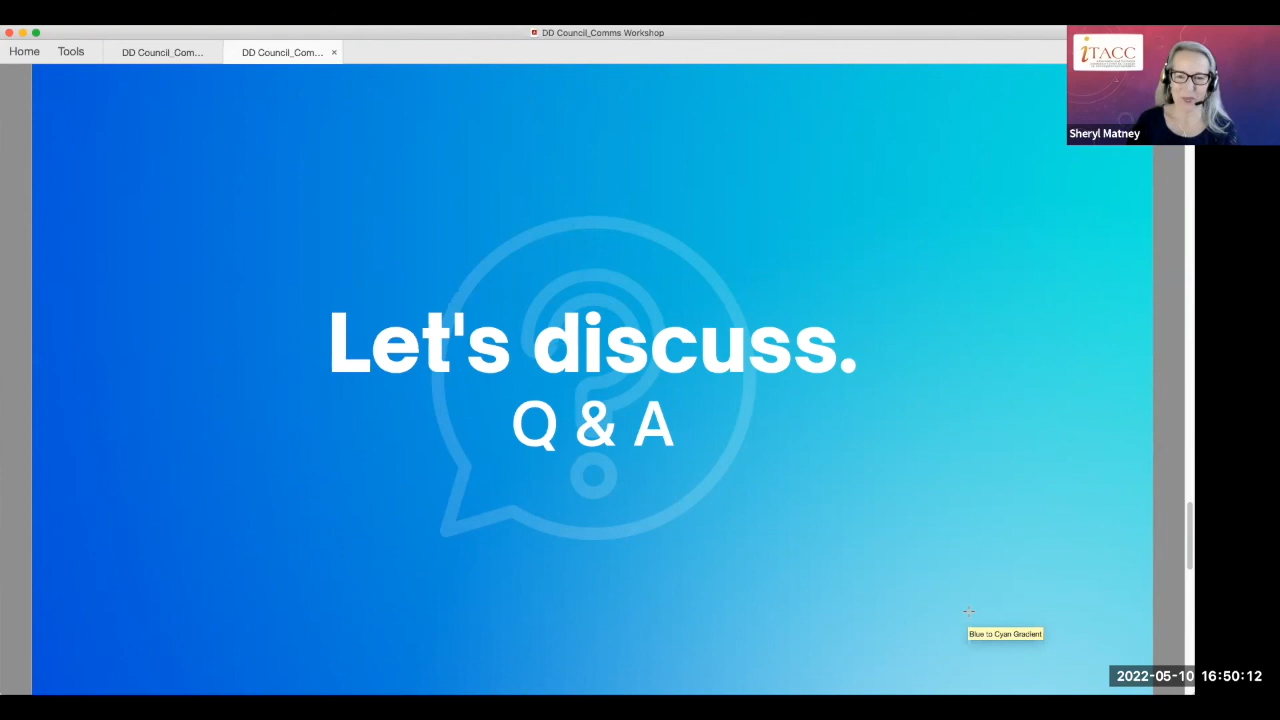 DD Council_Comms Workshop
Home Tools DD Council_Com... DD Council_Com... ×
iTACC
Sheryl Matney
Let's discuss.
Q & A
Blue to Cyan Gradient
2022-05-10 16:50:12